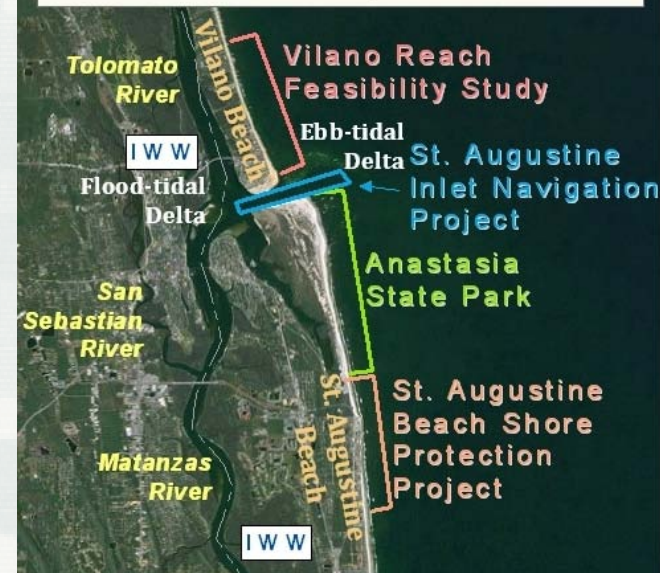 Vilano Beach
Tolomato
River
Vilano Reach
Feasibility Study
I W W
Ebb-tidal
Delta
Flood-tidal
Delta
St. Augustine
Inlet Navigation
Project
Anastasia
State Park
San
Sebastian
River
St. Augustine
Beach
St. Augustine
Beach Shore
Protection
Project
Matanzas
River
I W W